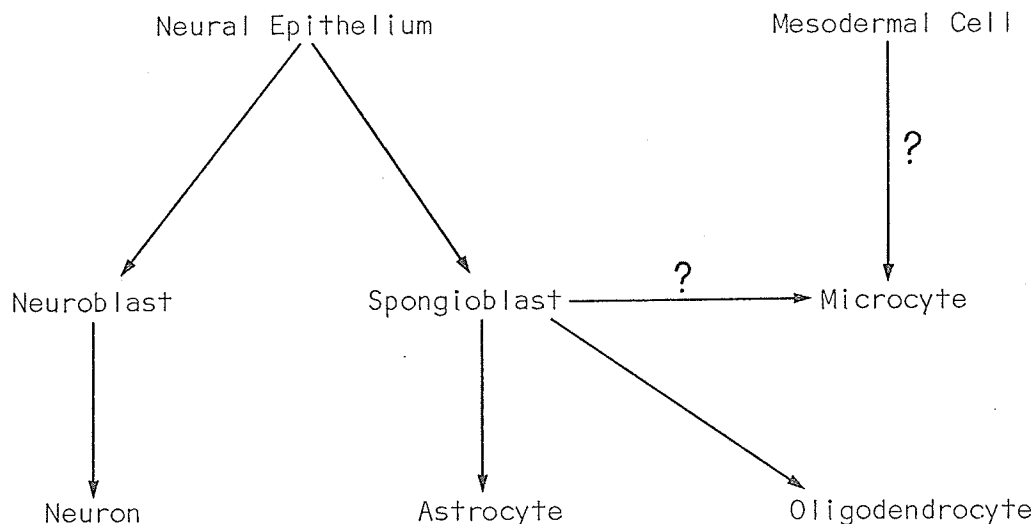 Neural Epithelium
Mesodermal Cell
?
?
Neuroblast
Spongioblast
Microcyte
Neuron
Astrocyte
Oligodendrocyte